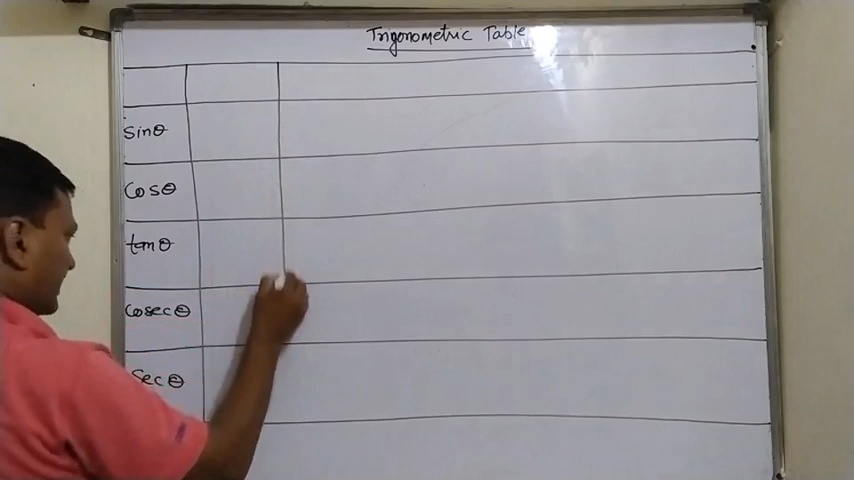 Trigonometric Table
sinθ
cosθ
tanθ
cosecθ
secθ